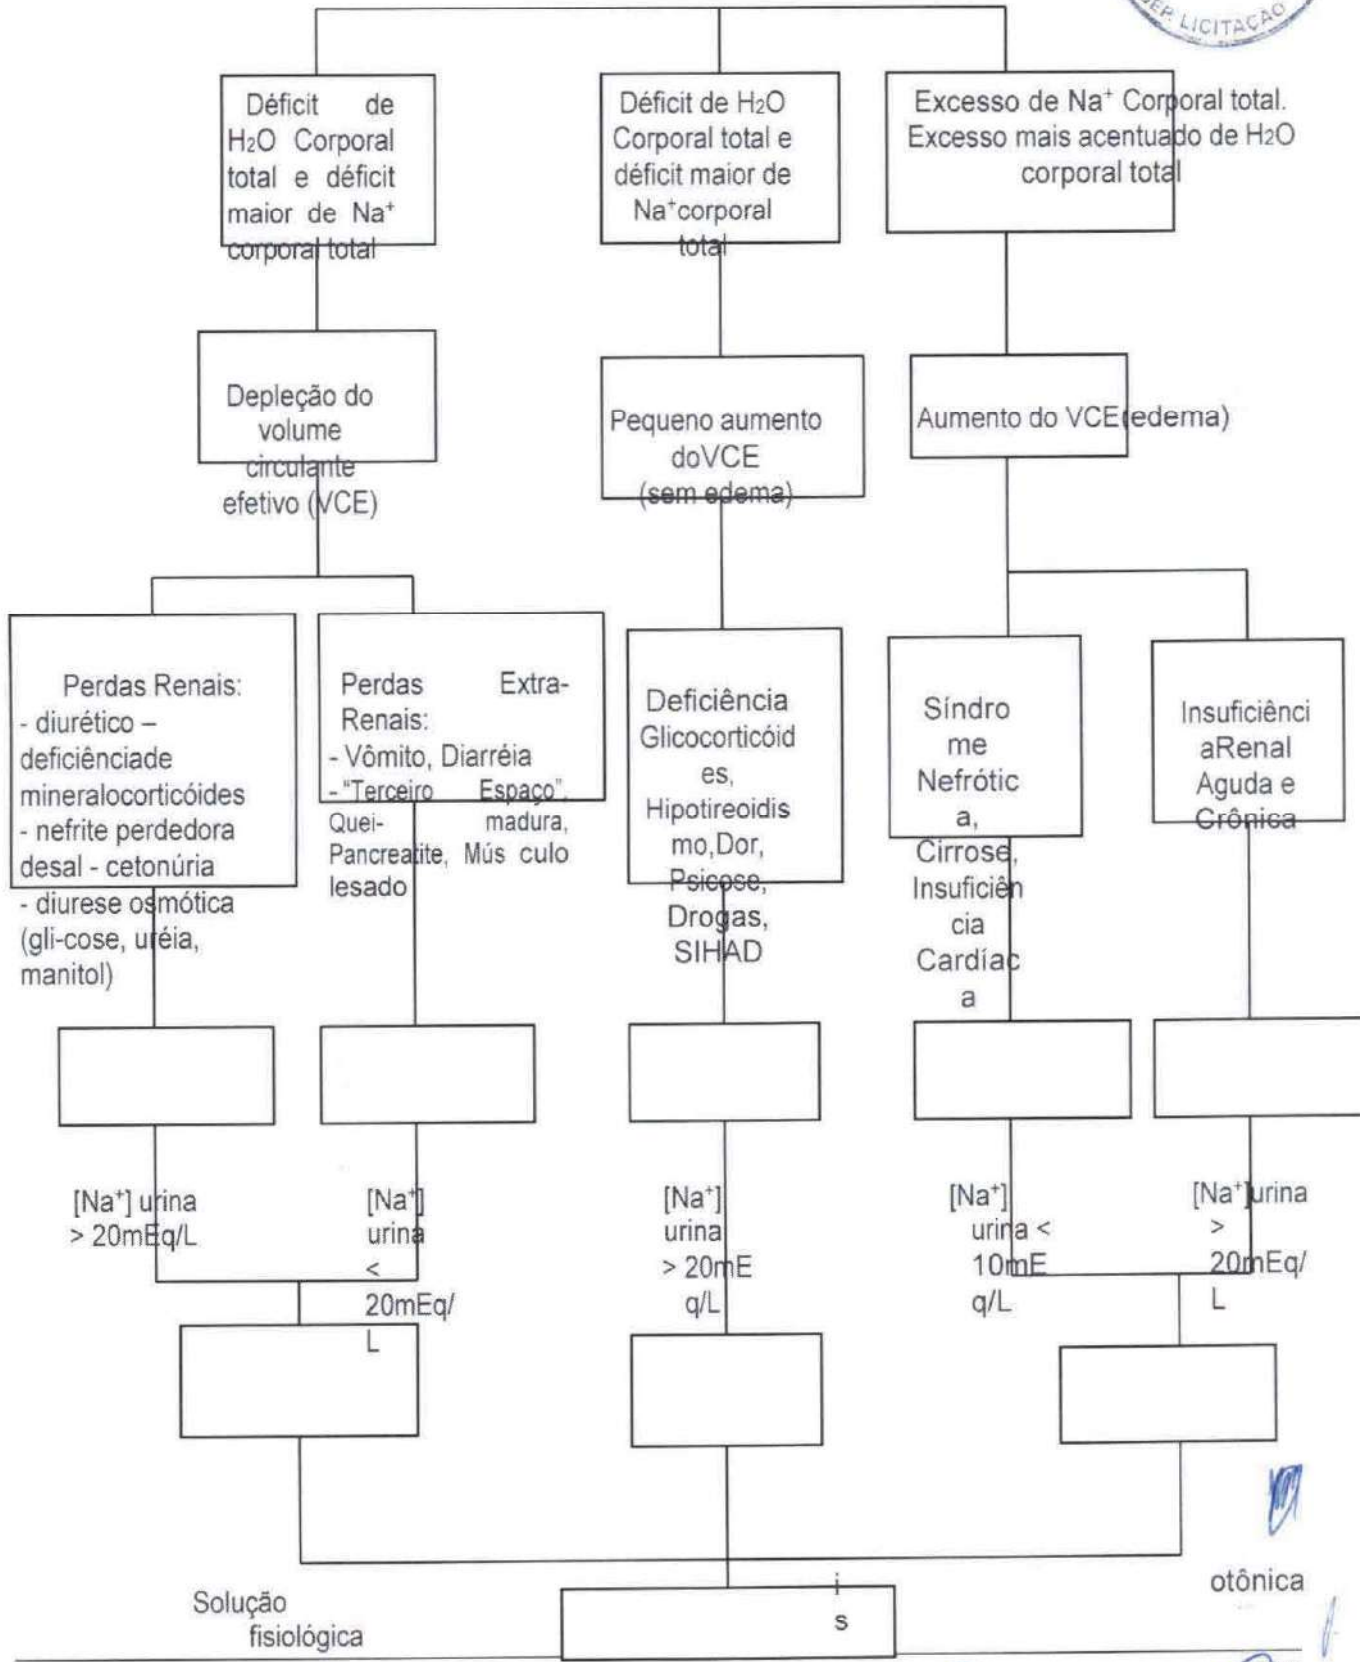 SEP. LICITAÇÃO
Déficit de
H₂O Corporal
total e déficit
maior de Na⁺
corporal total
Déficit de H₂O
Corporal total e
déficit maior de
Na⁺corporal
total
Excesso de Na⁺ Corporal total.
Excesso mais acentuado de H₂O
corporal total
Depleção do
volume
circulante
efetivo (VCE)
Pequeno aumento
doVCE
(sem edema)
Aumento do VCE(edema)
Perdas Renais:
- diurético –
deficiênciade
mineralocorticóides
- nefrite perdedora
desal - cetonúria
- diurese osmótica
(gli-cose, uréia,
manitol)
Perdas Extra-
Renais:
- Vômito, Diarréia
- "Terceiro Espaço",
Quei- madura,
Pancreatite, Mús culo
lesado
Deficiência
Glicocorticóid
es,
Hipotireoidis
mo,Dor,
Psicose,
Drogas,
SIHAD
Síndro
me
Nefrótic
a,
Cirrose,
Insuficiên
cia
Cardíac
a
Insuficiênci
aRenal
Aguda e
Crônica
[Na⁺] urina
> 20mEq/L
[Na⁺]
urina
<
20mEq/
L
[Na⁺]
urina
> 20mE
q/L
[Na⁺]
urina <
10mE
q/L
[Na⁺]urina
>
20mEq/
L
Solução
fisiológica
i
s
otônica